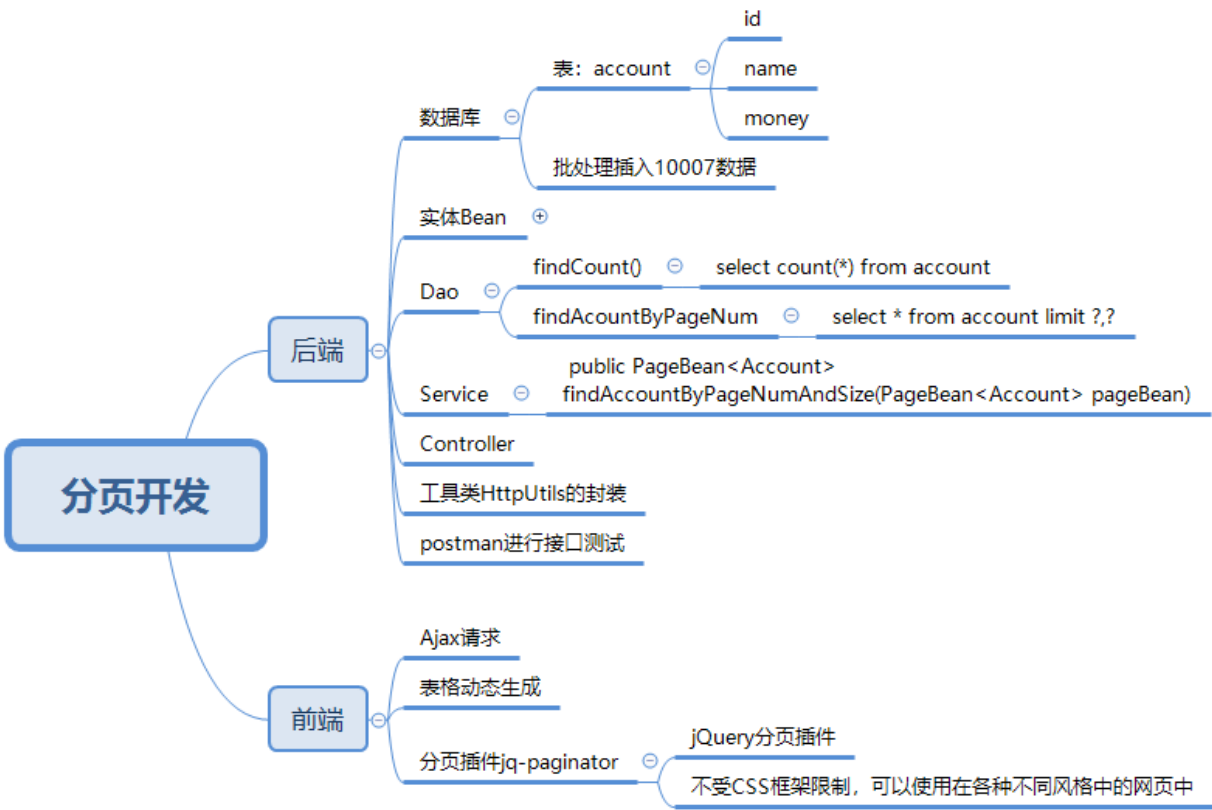 分页开发
后端
数据库
表：account
id
name
money
批处理插入10007数据
实体Bean
Dao
findCount()
select count(*) from account
findAcountByPageNum
select * from account limit ?,?
Service
public PageBean<Account>
findAccountByPageNumAndSize(PageBean<Account> pageBean)
Controller
工具类HttpUtils的封装
postman进行接口测试
前端
Ajax请求
表格动态生成
分页插件jq-paginator
jQuery分页插件
不受CSS框架限制，可以使用在各种不同风格中的网页中